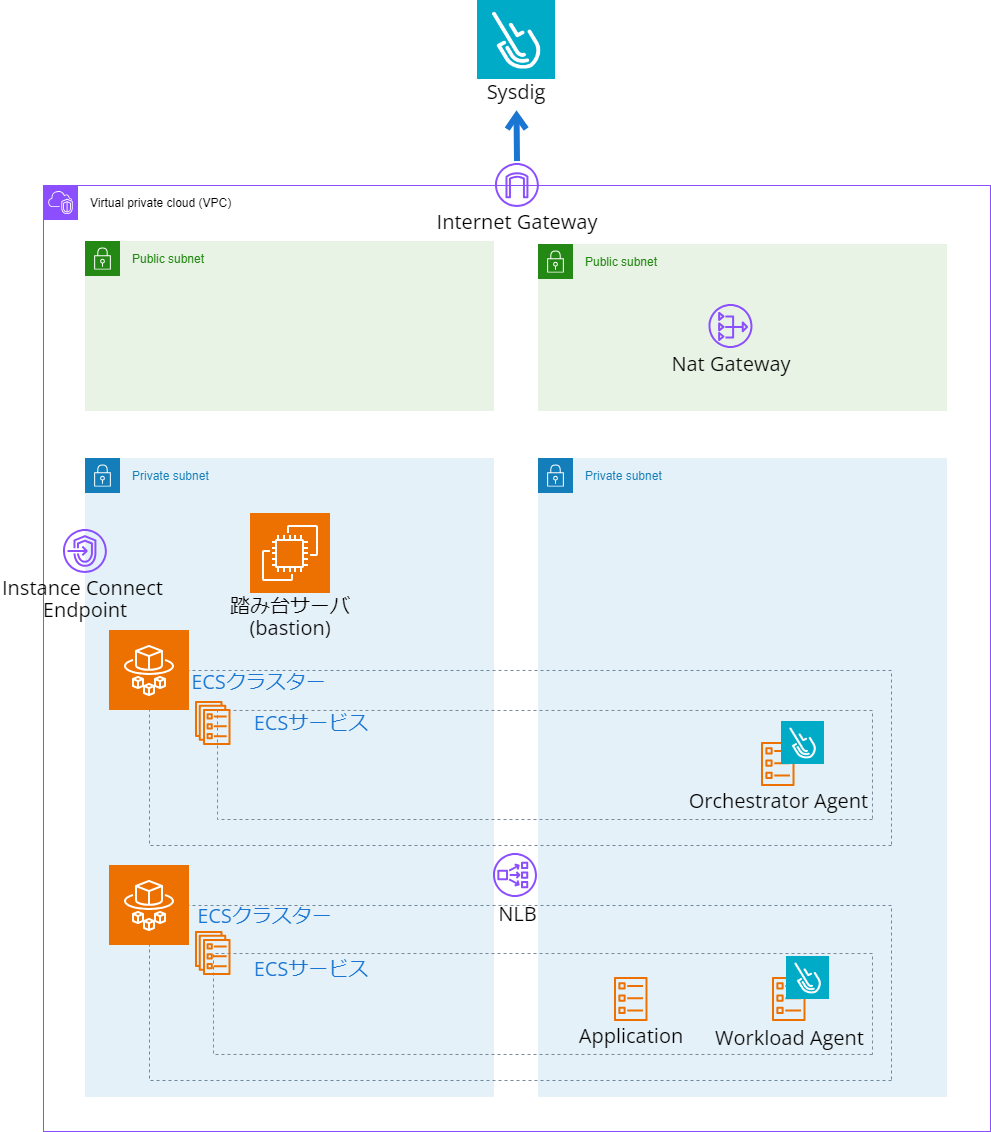 Sysdig
Virtual private cloud (VPC)
Internet Gateway
Public subnet
Public subnet
Nat Gateway
Private subnet
Private subnet
Instance Connect
Endpoint
踏み台サーバ
(bastion)
ECSクラスター
ECSサービス
Orchestrator Agent
NLB
ECSクラスター
ECSサービス
Application
Workload Agent